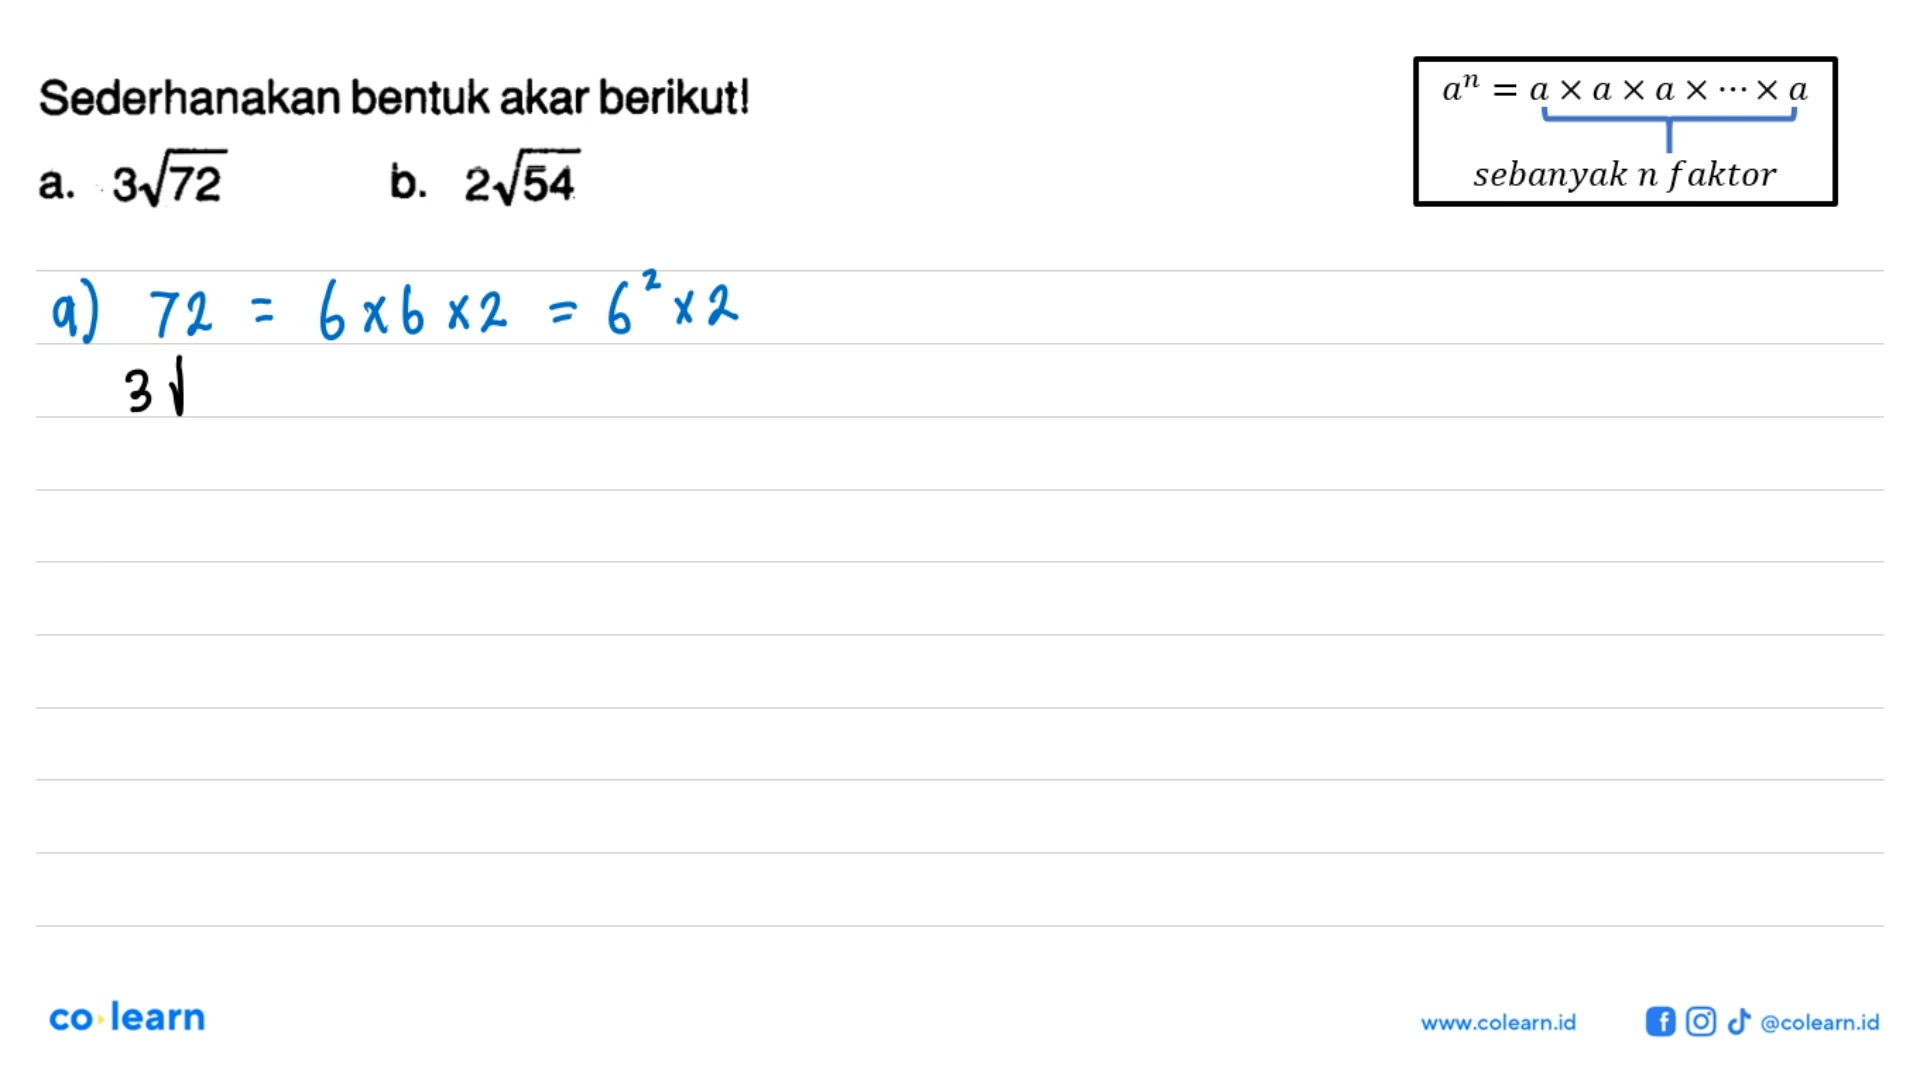 Sederhanakan bentuk akar berikut!
a. 3√72 b. 2√54
aⁿ = a × a × a × ··· × a
sebanyak n faktor
a) 72 = 6 × 6 × 2 = 6² × 2
3√
co learn
www.colearn.id
@colearn.id